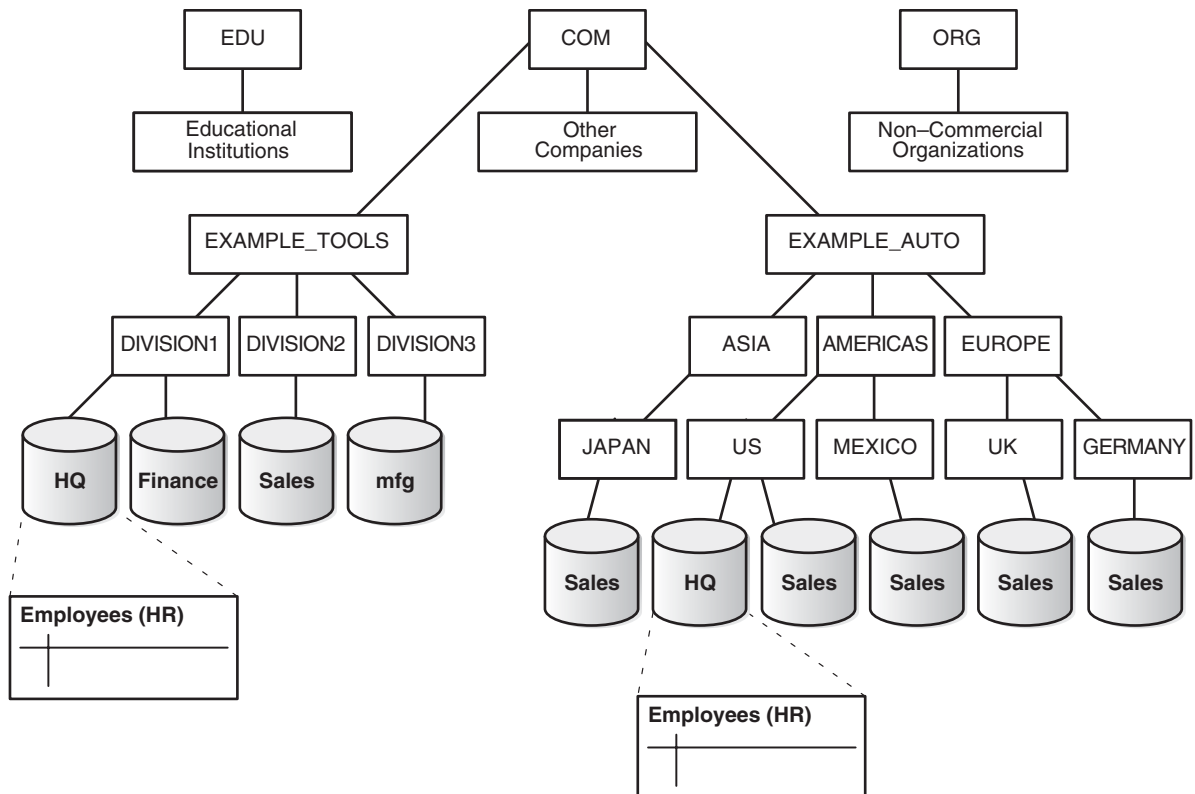 EDU
COM
ORG
Educational
Institutions
Other
Companies
Non–Commercial
Organizations
EXAMPLE_TOOLS
EXAMPLE_AUTO
DIVISION1
DIVISION2
DIVISION3
ASIA
AMERICAS
EUROPE
HQ
Finance
Sales
mfg
JAPAN
US
MEXICO
UK
GERMANY
Sales
HQ
Sales
Sales
Sales
Sales
Employees (HR)
Employees (HR)